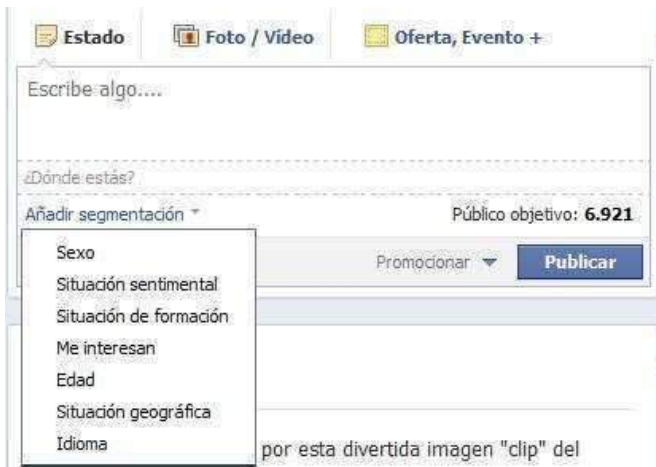 Estado Foto / Vídeo Oferta, Evento +
Escribe algo....
¿Dónde estás?
Añadir segmentación Público objetivo: 6.921
Sexo
Promocionar Publicar
Situación sentimental
Situación de formación
Me interesan
Edad
Situación geográfica
Idioma
por esta divertida imagen "clip" del